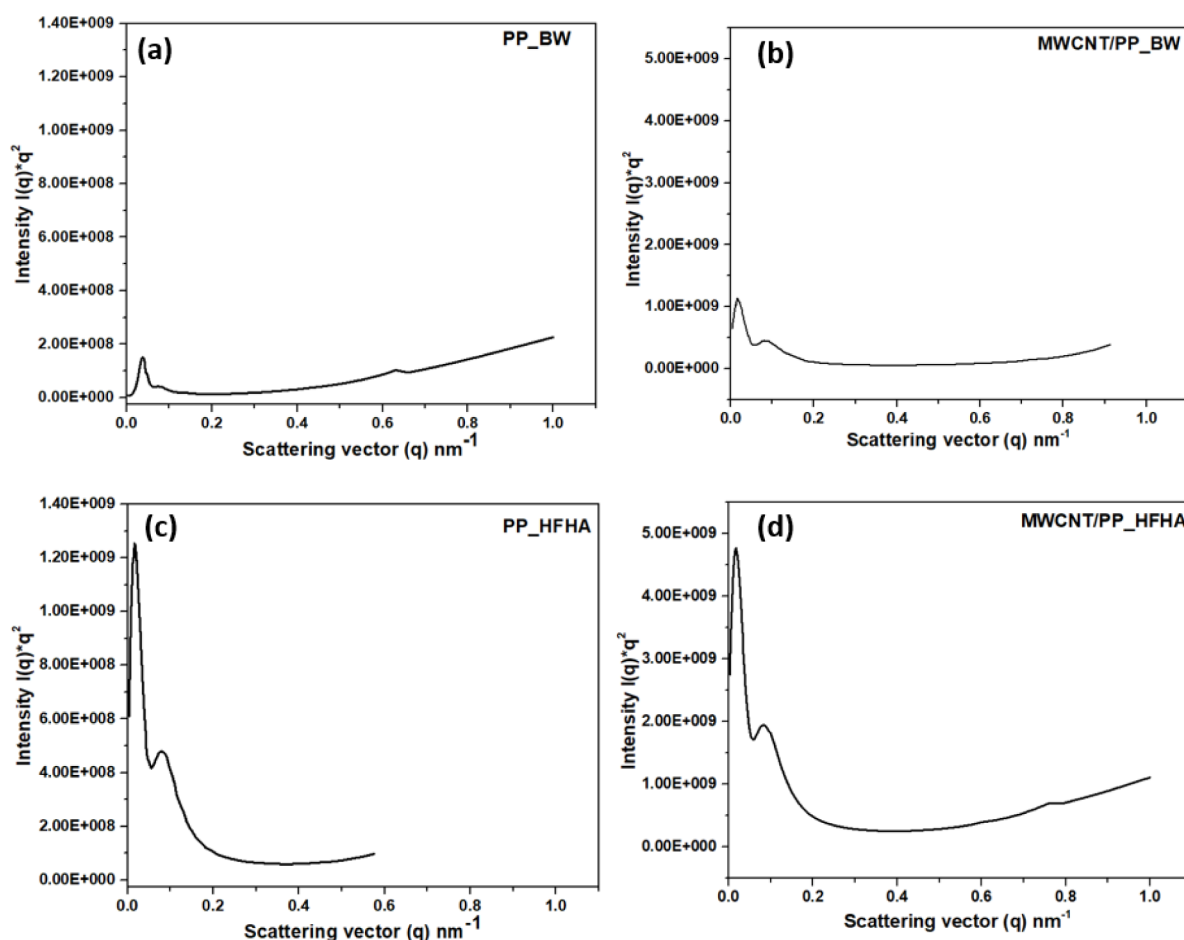 (a)
PP_BW
Intensity I(q)*q²
1.40E+009
1.20E+009
1.00E+009
8.00E+008
6.00E+008
4.00E+008
2.00E+008
0.00E+000
0.0 0.2 0.4 0.6 0.8 1.0
Scattering vector (q) nm⁻¹
(b)
MWCNT/PP_BW
Intensity I(q)*q²
5.00E+009
4.00E+009
3.00E+009
2.00E+009
1.00E+009
0.00E+000
0.0 0.2 0.4 0.6 0.8 1.0
Scattering vector (q) nm⁻¹
(c)
PP_HFHA
Intensity I(q)*q²
1.40E+009
1.20E+009
1.00E+009
8.00E+008
6.00E+008
4.00E+008
2.00E+008
0.00E+000
0.0 0.2 0.4 0.6 0.8 1.0
Scattering vector (q) nm⁻¹
(d)
MWCNT/PP_HFHA
Intensity I(q)*q²
5.00E+009
4.00E+009
3.00E+009
2.00E+009
1.00E+009
0.00E+000
0.0 0.2 0.4 0.6 0.8 1.0
Scattering vector (q) nm⁻¹